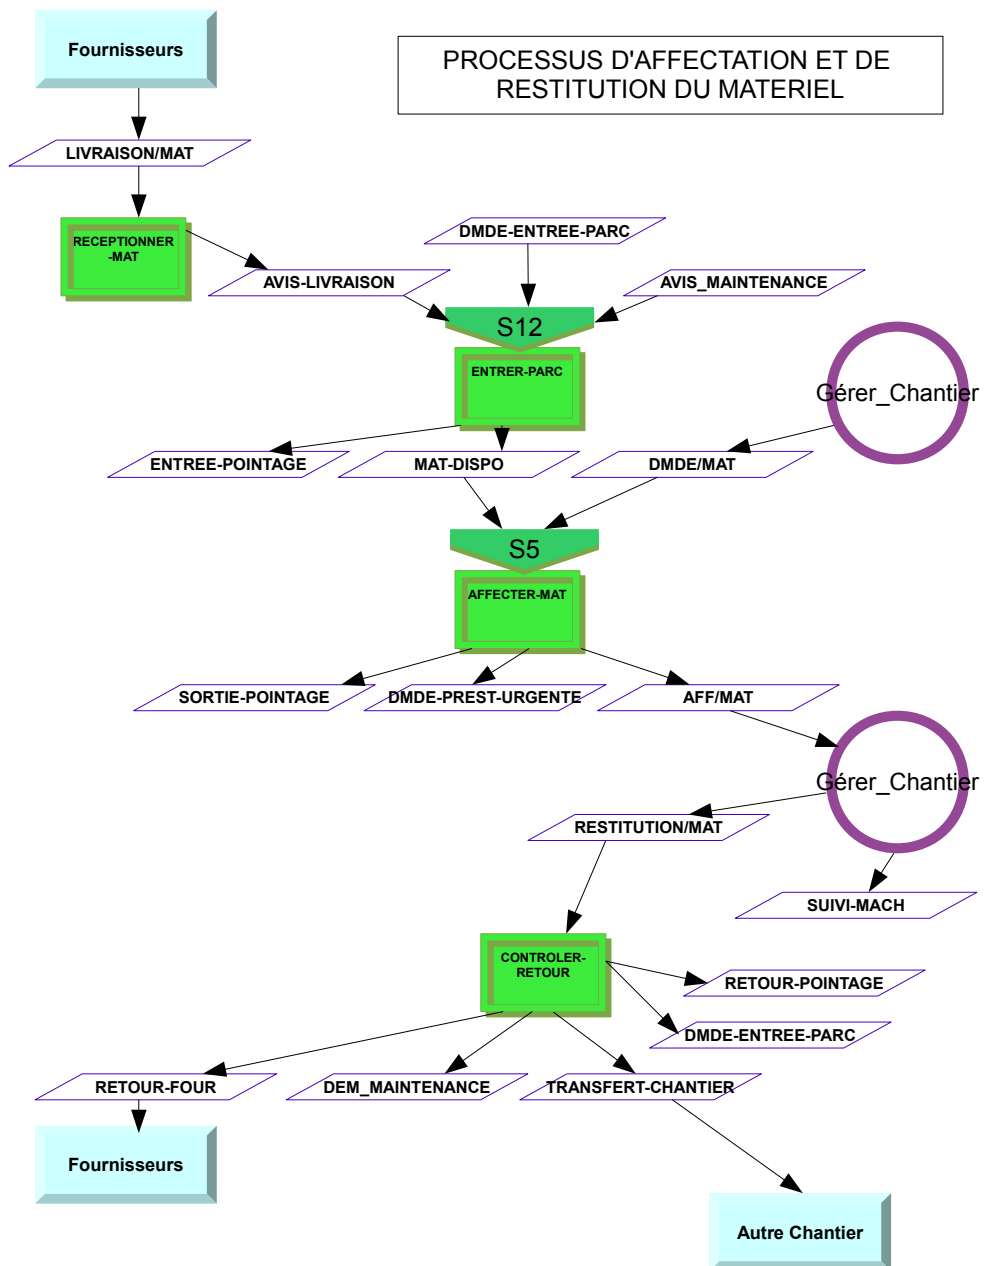 Fournisseurs
PROCESSUS D'AFFECTATION ET DE
RESTITUTION DU MATERIEL
LIVRAISON/MAT
RECEPTIONNER
-MAT
DMDE-ENTREE-PARC
AVIS-LIVRAISON
AVIS_MAINTENANCE
S12
ENTRER-PARC
Gérer_Chantier
ENTREE-POINTAGE
MAT-DISPO
DMDE/MAT
S5
AFFECTER-MAT
SORTIE-POINTAGE
DMDE-PREST-URGENTE
AFF/MAT
Gérer_Chantier
RESTITUTION/MAT
SUIVI-MACH
CONTROLER-
RETOUR
RETOUR-POINTAGE
DMDE-ENTREE-PARC
RETOUR-FOUR
DEM_MAINTENANCE
TRANSFERT-CHANTIER
Fournisseurs
Autre Chantier